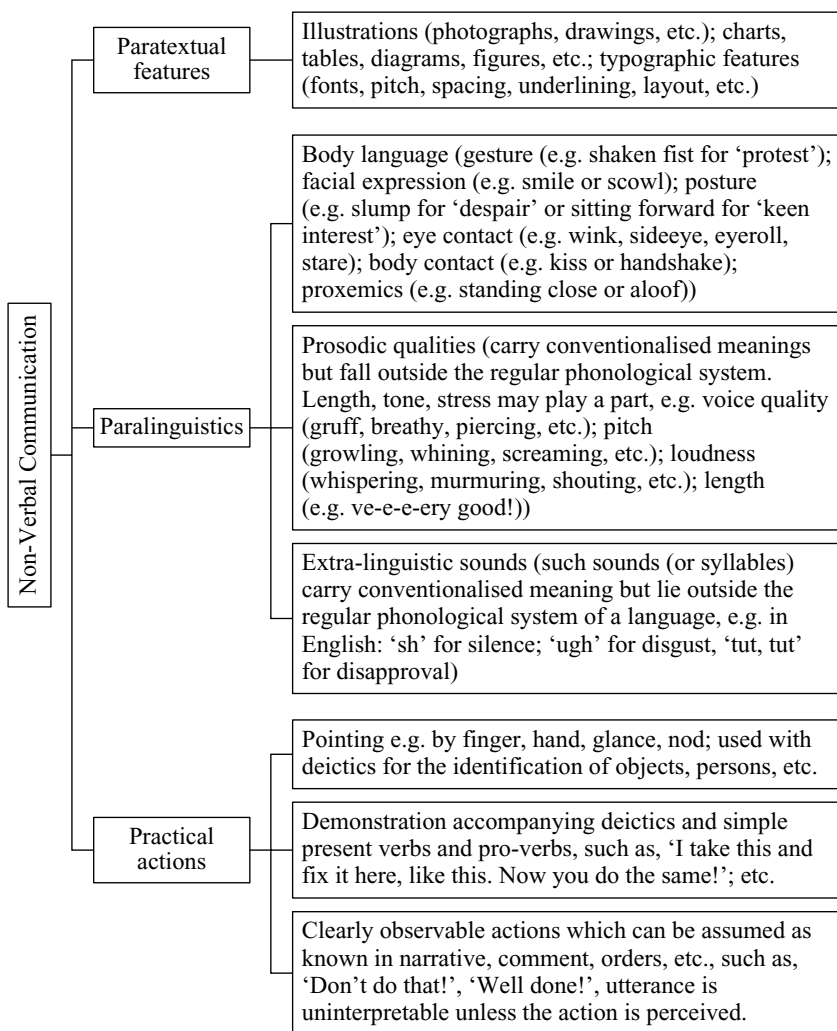 Non-Verbal Communication
Paratextual
features
Illustrations (photographs, drawings, etc.); charts,
tables, diagrams, figures, etc.; typographic features
(fonts, pitch, spacing, underlining, layout, etc.)
Paralinguistics
Body language (gesture (e.g. shaken fist for ‘protest’);
facial expression (e.g. smile or scowl); posture
(e.g. slump for ‘despair’ or sitting forward for ‘keen
interest’); eye contact (e.g. wink, sideeye, eyeroll,
stare); body contact (e.g. kiss or handshake);
proxemics (e.g. standing close or aloof))
Prosodic qualities (carry conventionalised meanings
but fall outside the regular phonological system.
Length, tone, stress may play a part, e.g. voice quality
(gruff, breathy, piercing, etc.); pitch
(growling, whining, screaming, etc.); loudness
(whispering, murmuring, shouting, etc.); length
(e.g. ve-e-e-ery good!))
Extra-linguistic sounds (such sounds (or syllables)
carry conventionalised meaning but lie outside the
regular phonological system of a language, e.g. in
English: ‘sh’ for silence; ‘ugh’ for disgust, ‘tut, tut’
for disapproval)
Practical
actions
Pointing e.g. by finger, hand, glance, nod; used with
deictics for the identification of objects, persons, etc.
Demonstration accompanying deictics and simple
present verbs and pro-verbs, such as, ‘I take this and
fix it here, like this. Now you do the same!’; etc.
Clearly observable actions which can be assumed as
known in narrative, comment, orders, etc., such as,
‘Don’t do that!’, ‘Well done!’, utterance is
uninterpretable unless the action is perceived.